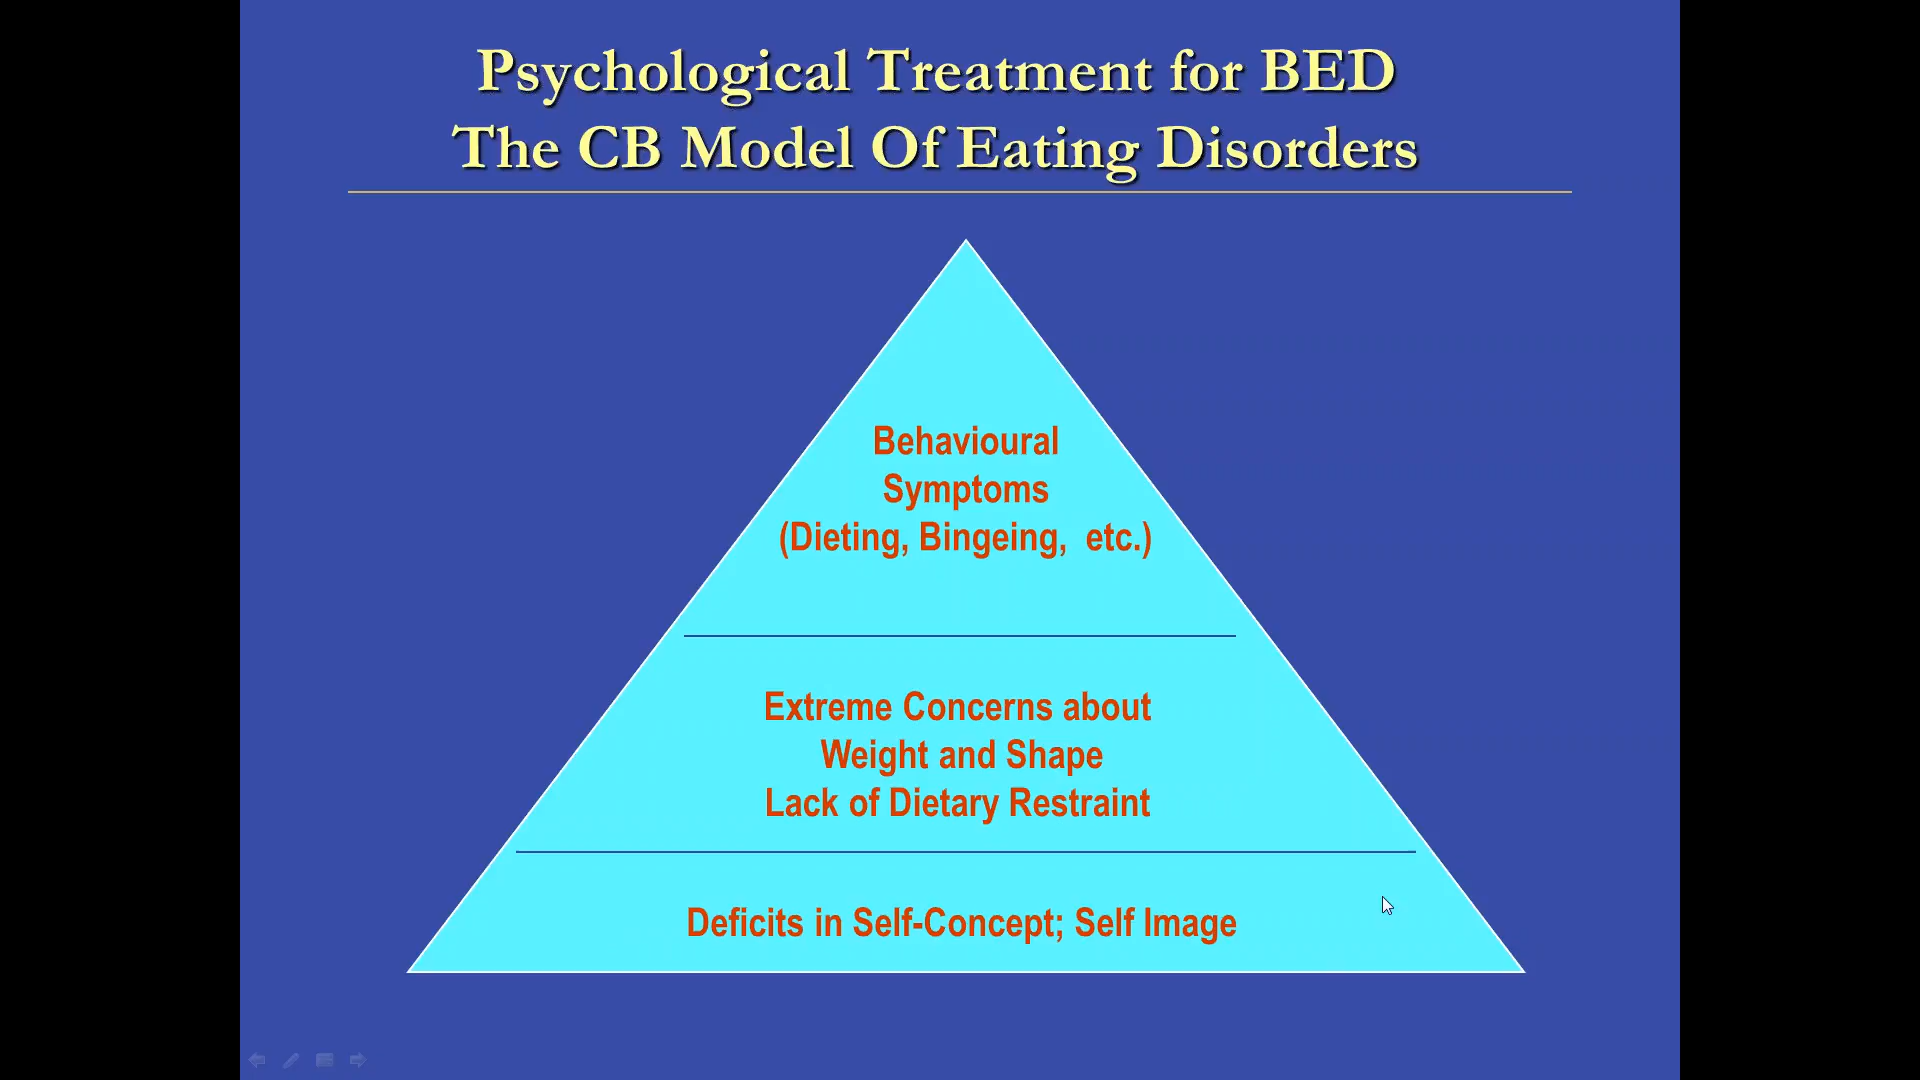 Psychological Treatment for BED
The CB Model Of Eating Disorders
Behavioural
Symptoms
(Dieting, Bingeing,  etc.)
Extreme Concerns about
Weight and Shape
Lack of Dietary Restraint
Deficits in Self-Concept; Self Image